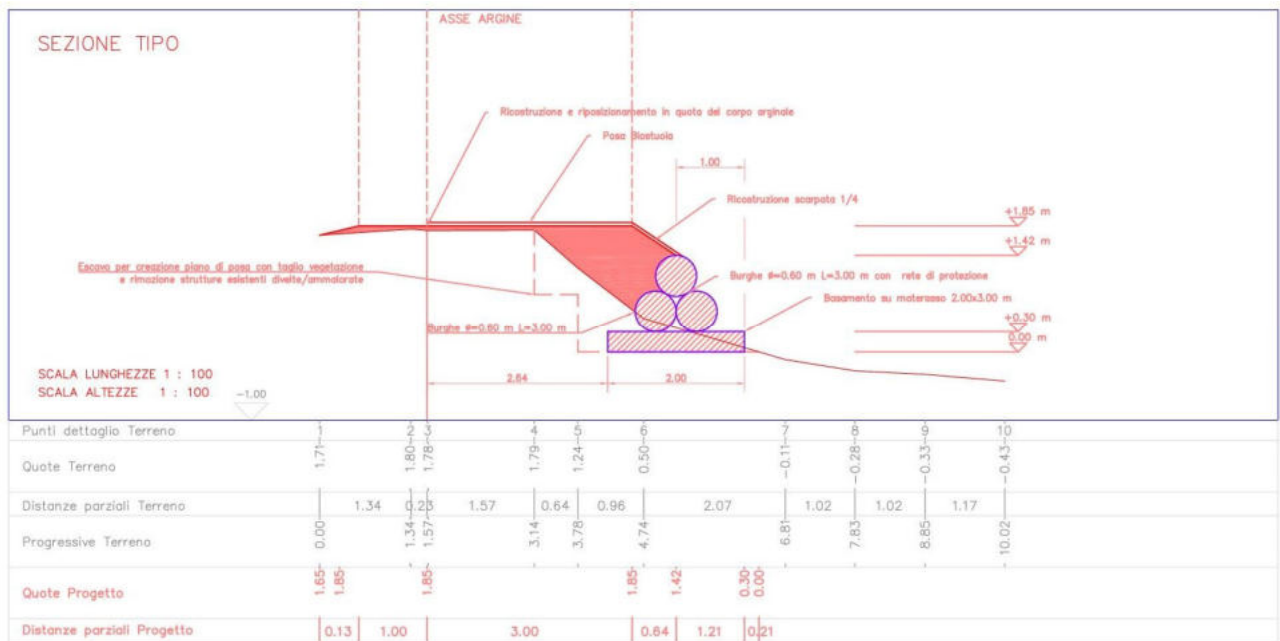 ASSE ARGINE
SEZIONE TIPO
Ricostruzione e riposizionamento in quota del corpo arginale
Posa Biostuoia
1.00
Ricostruzione scarpata 1/4
+1.85 m
+1.42 m
Escavo per creazione piano di posa con taglio vegetazione
e rimozione strutture esistenti divelte/ammalorate
Burghe ø=0.60 m L=3.00 m con rete di protezione
Basamento su materasso 2.00x3.00 m
+0.30 m
Burghe ø=0.60 m L=3.00 m
0.00 m
SCALA LUNGHEZZE 1 : 100
2.64 2.00
SCALA ALTEZZE 1 : 100
-1.00
Punti dettaglio Terreno 1 2 3 4 5 6 7 8 9 10
Quote Terreno 1.71 1.80 1.78 1.79 1.24 0.50 -0.11 -0.28 -0.33 -0.43
Distanze parziali Terreno 1.34 0.23 1.57 0.64 0.96 2.07 1.02 1.02 1.17
Progressive Terreno 0.00 1.34 1.57 3.14 3.78 4.74 6.81 7.83 8.85 10.02
Quote Progetto 1.65 1.85 1.85 1.85 1.42 0.30 0.00
Distanze parziali Progetto 0.13 1.00 3.00 0.64 1.21 0.21